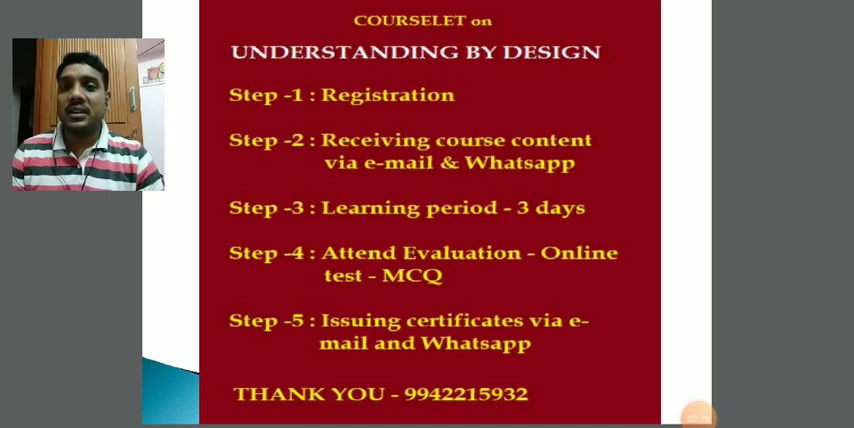 COURSELET on
UNDERSTANDING BY DESIGN
Step -1 : Registration
Step -2 : Receiving course content
via e-mail & Whatsapp
Step -3 : Learning period - 3 days
Step -4 : Attend Evaluation - Online
test - MCQ
Step -5 : Issuing certificates via e-
mail and Whatsapp
THANK YOU - 9942215932
02:20